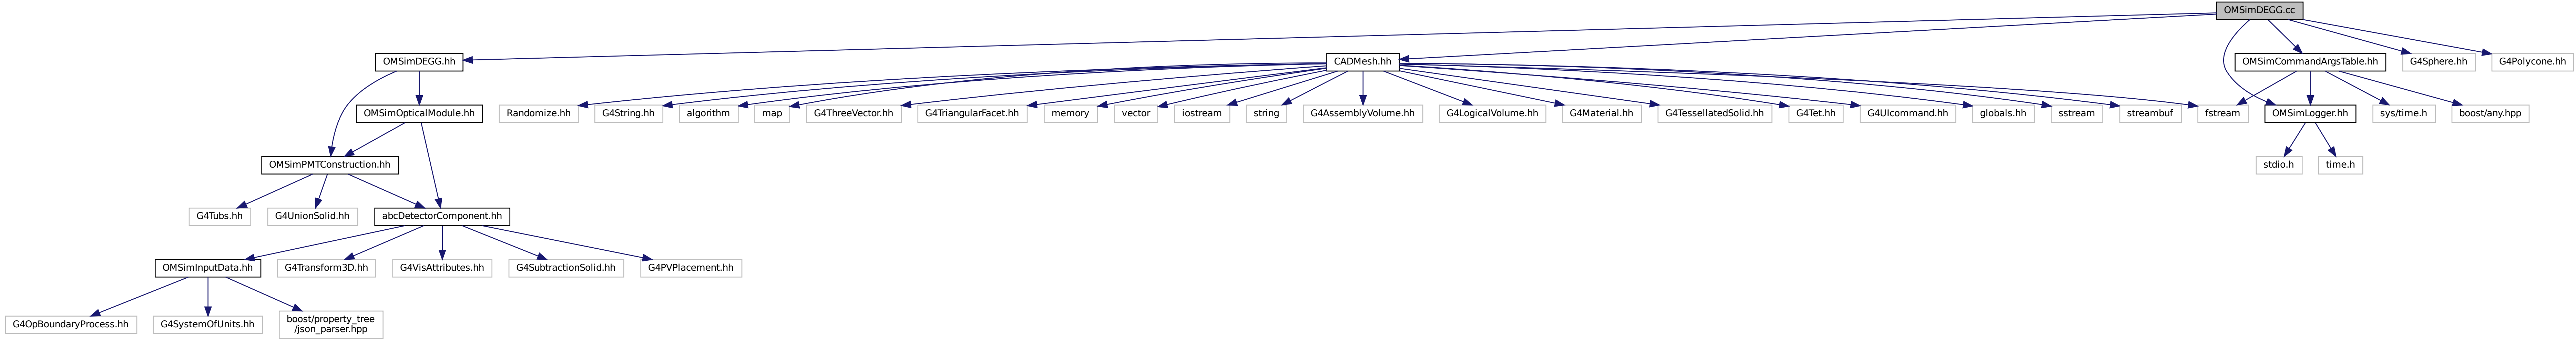 OMSimDEGG.cc
OMSimDEGG.hh
CADMesh.hh
OMSimCommandArgsTable.hh
G4Sphere.hh
G4Polycone.hh
OMSimOpticalModule.hh
Randomize.hh
G4String.hh
algorithm
map
G4ThreeVector.hh
G4TriangularFacet.hh
memory
vector
iostream
string
G4AssemblyVolume.hh
G4LogicalVolume.hh
G4Material.hh
G4TessellatedSolid.hh
G4Tet.hh
G4UIcommand.hh
globals.hh
sstream
streambuf
fstream
OMSimLogger.hh
sys/time.h
boost/any.hpp
OMSimPMTConstruction.hh
stdio.h
time.h
G4Tubs.hh
G4UnionSolid.hh
abcDetectorComponent.hh
OMSimInputData.hh
G4Transform3D.hh
G4VisAttributes.hh
G4SubtractionSolid.hh
G4PVPlacement.hh
G4OpBoundaryProcess.hh
G4SystemOfUnits.hh
boost/property_tree
/json_parser.hpp